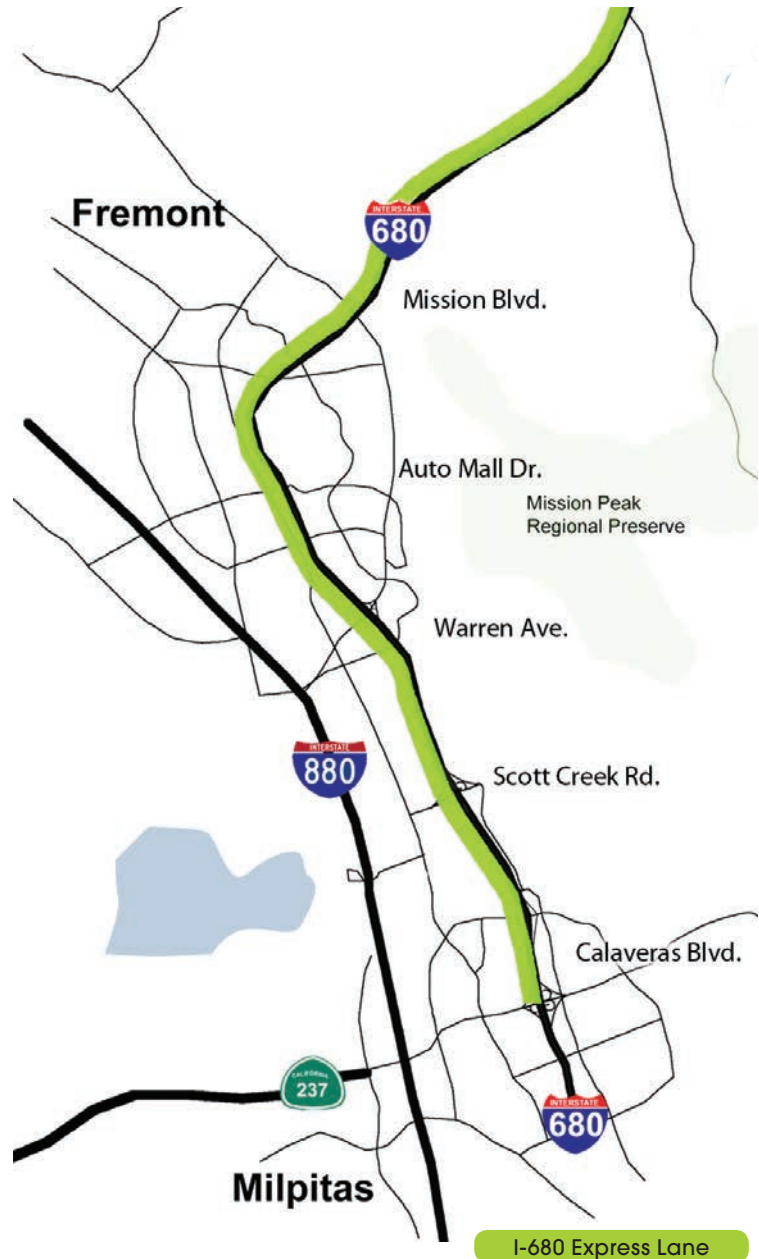 INTERSTATE
680
Fremont
Mission Blvd.
Auto Mall Dr.
Mission Peak
Regional Preserve
Warren Ave.
INTERSTATE
880
Scott Creek Rd.
Calaveras Blvd.
CALIFORNIA
237
INTERSTATE
680
Milpitas
I-680 Express Lane